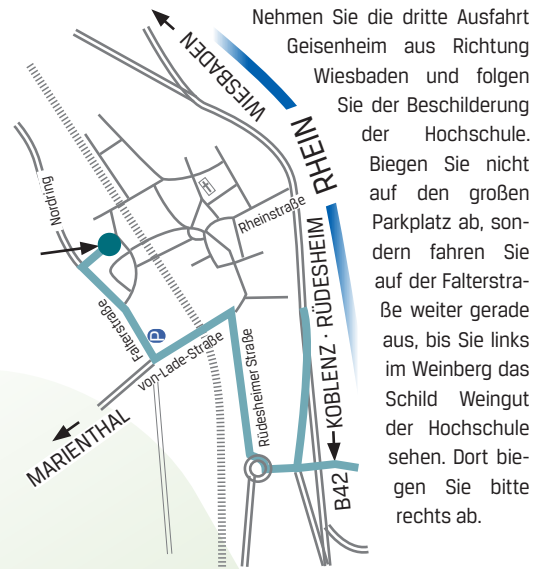 Nehmen Sie die dritte Ausfahrt
Geisenheim aus Richtung
Wiesbaden und folgen
Sie der Beschilderung
der Hochschule.
Biegen Sie nicht
auf den großen
Parkplatz ab, son-
dern fahren Sie
auf der Falterstra-
ße weiter gerade
aus, bis Sie links
im Weinberg das
Schild Weingut
der Hochschule
sehen. Dort bie-
gen Sie bitte
rechts ab.
WIESBADEN
RHEIN
Nordring
Rheinstraße
KOBLENZ · RÜDESHEIM
Falterstraße
P
von-Lade-Straße
Rüdesheimer Straße
MARIENTHAL
B42